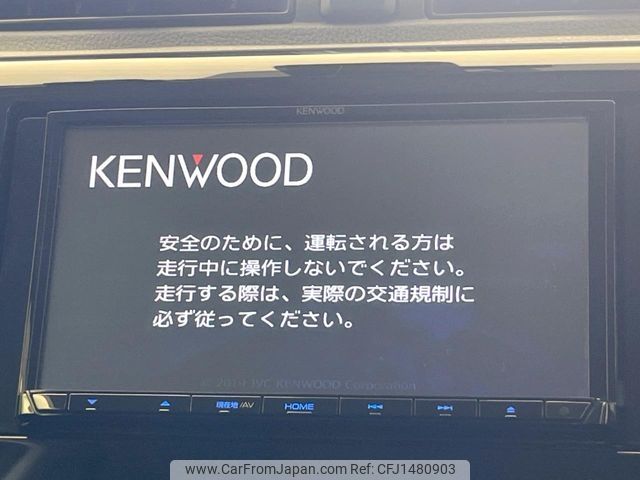 KENWOOD
KENWOOD
安全のために、運転される方は
走行中に操作しないでください。
走行する際は、実際の交通規制に
必ず従ってください。
© 2019 JVC KENWOOD Corporation
現在地/AV
HOME
www.CarFromJapan.com | Stock ID: CFJ1480903